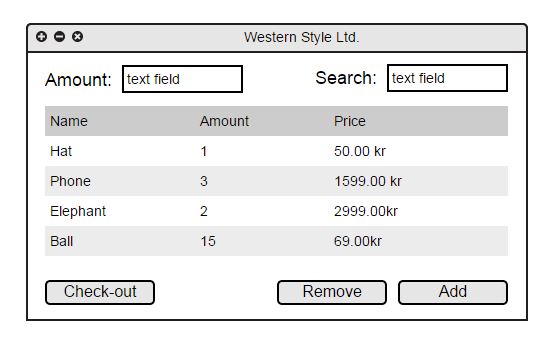 Western Style Ltd.
Amount: text field Search: text field
Name Amount Price
Hat 1 50.00 kr
Phone 3 1599.00 kr
Elephant 2 2999.00kr
Ball 15 69.00kr
Check-out Remove Add